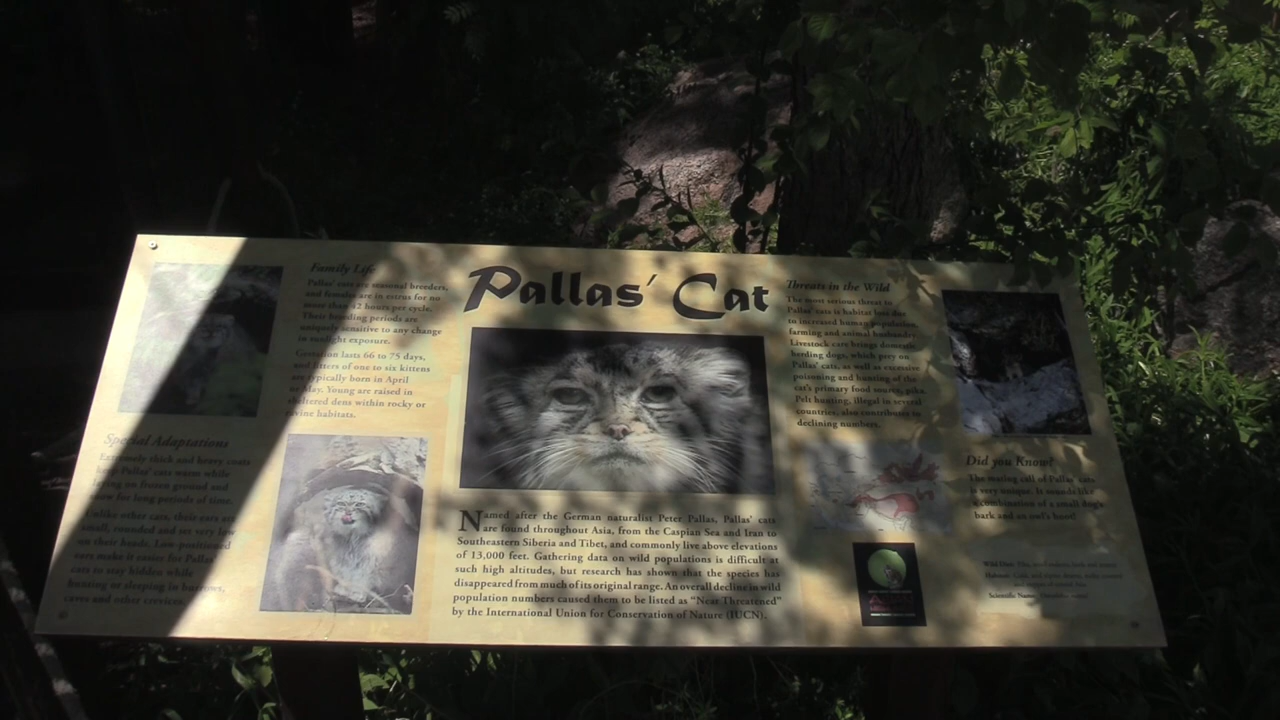 Pallas' Cat
Family Life
Pallas' cats are seasonal breeders,
and females are in estrus for no
more than 42 hours per cycle.
Their breeding periods are
uniquely sensitive to any change
in sunlight exposure.
Gestation lasts 66 to 75 days,
and litters of one to six kittens
are typically born in April
or May. Young are raised in
sheltered dens within rocky or
ravine habitats.
Special Adaptations
Extremely thick and heavy coats
keep Pallas' cats warm while
laying on frozen ground and
snow for long periods of time.
Unlike other cats, their ears are
small, rounded and set very low
on their heads. Low-positioned
ears make it easier for Pallas'
cats to stay hidden while
hunting or sleeping in burrows,
caves and other crevices.
Named after the German naturalist Peter Pallas, Pallas' cats
are found throughout Asia, from the Caspian Sea and Iran to
Southeastern Siberia and Tibet, and commonly live above elevations
of 13,000 feet. Gathering data on wild populations is difficult at
such high altitudes, but research has shown that the species has
disappeared from much of its original range. An overall decline in wild
population numbers caused them to be listed as "Near Threatened"
by the International Union for Conservation of Nature (IUCN).
Threats in the Wild
The most serious threat to
Pallas' cats is habitat loss due
to increased human population,
farming and animal husbandry.
Livestock care brings domestic
herding dogs, which prey on
Pallas' cats, as well as excessive
poisoning and hunting of the
cat's primary food source, pika.
Pelt hunting, illegal in several
countries, also contributes to
declining numbers.
Did you Know?
The mating call of Pallas' cats
is very unique. It sounds like
a combination of a small dog's
bark and an owl's hoot!
Wild Diet:
Habitat:
Scientific Name: